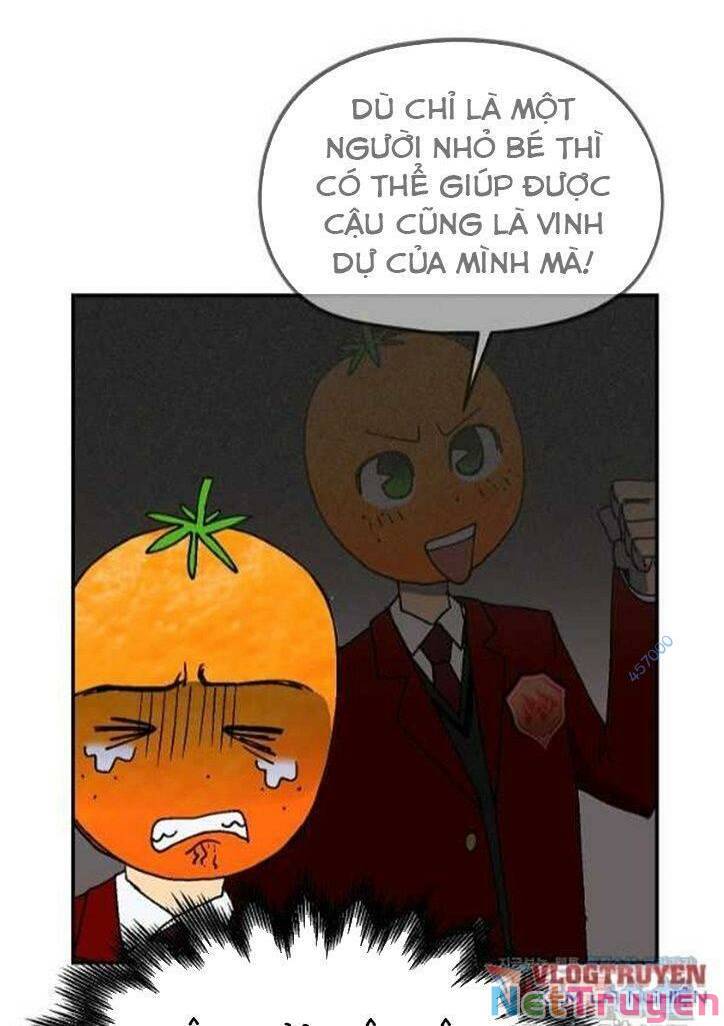 DÙ CHỈ LÀ MỘT
NGƯỜI NHỎ BÉ THÌ
CÓ THỂ GIÚP ĐƯỢC
CẬU CŨNG LÀ VINH
DỰ CỦA MÌNH MÀ!
457000
VLOGTRUYEN
NetTruyen